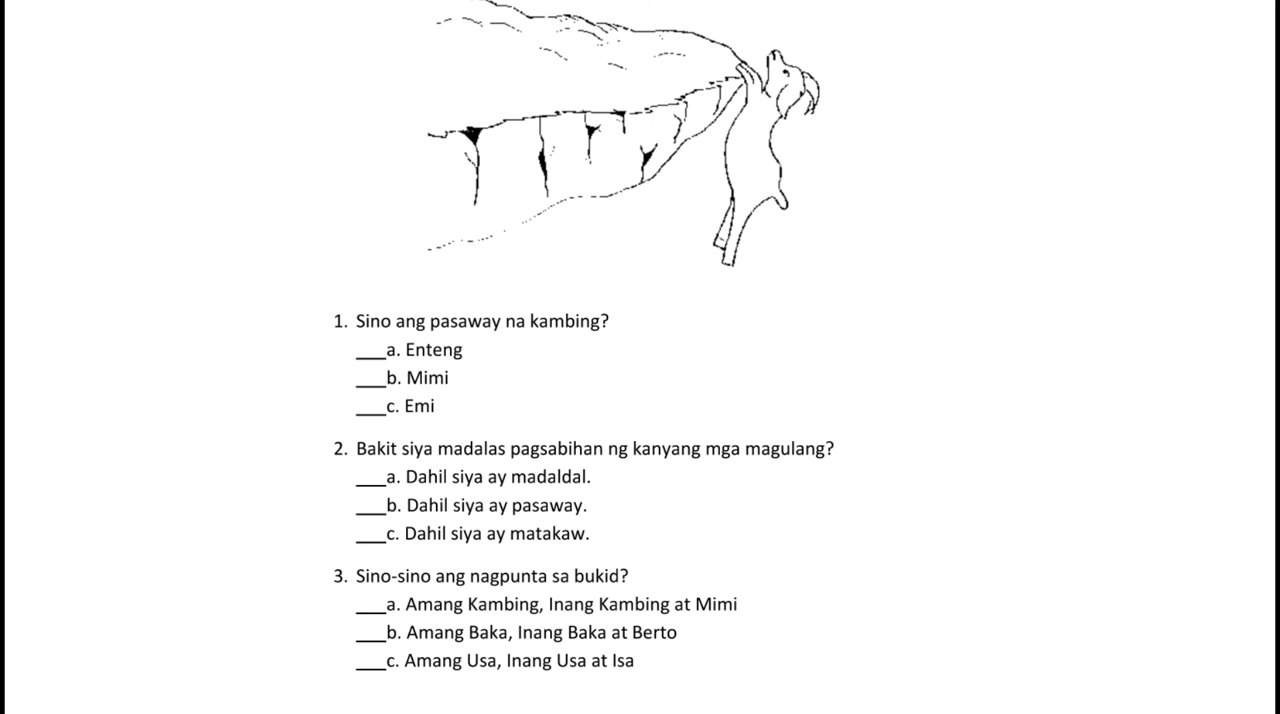 1. Sino ang pasaway na kambing?
___a. Enteng
___b. Mimi
___c. Emi
2. Bakit siya madalas pagsabihan ng kanyang mga magulang?
___a. Dahil siya ay madaldal.
___b. Dahil siya ay pasaway.
___c. Dahil siya ay matakaw.
3. Sino-sino ang nagpunta sa bukid?
___a. Amang Kambing, Inang Kambing at Mimi
___b. Amang Baka, Inang Baka at Berto
___c. Amang Usa, Inang Usa at Isa